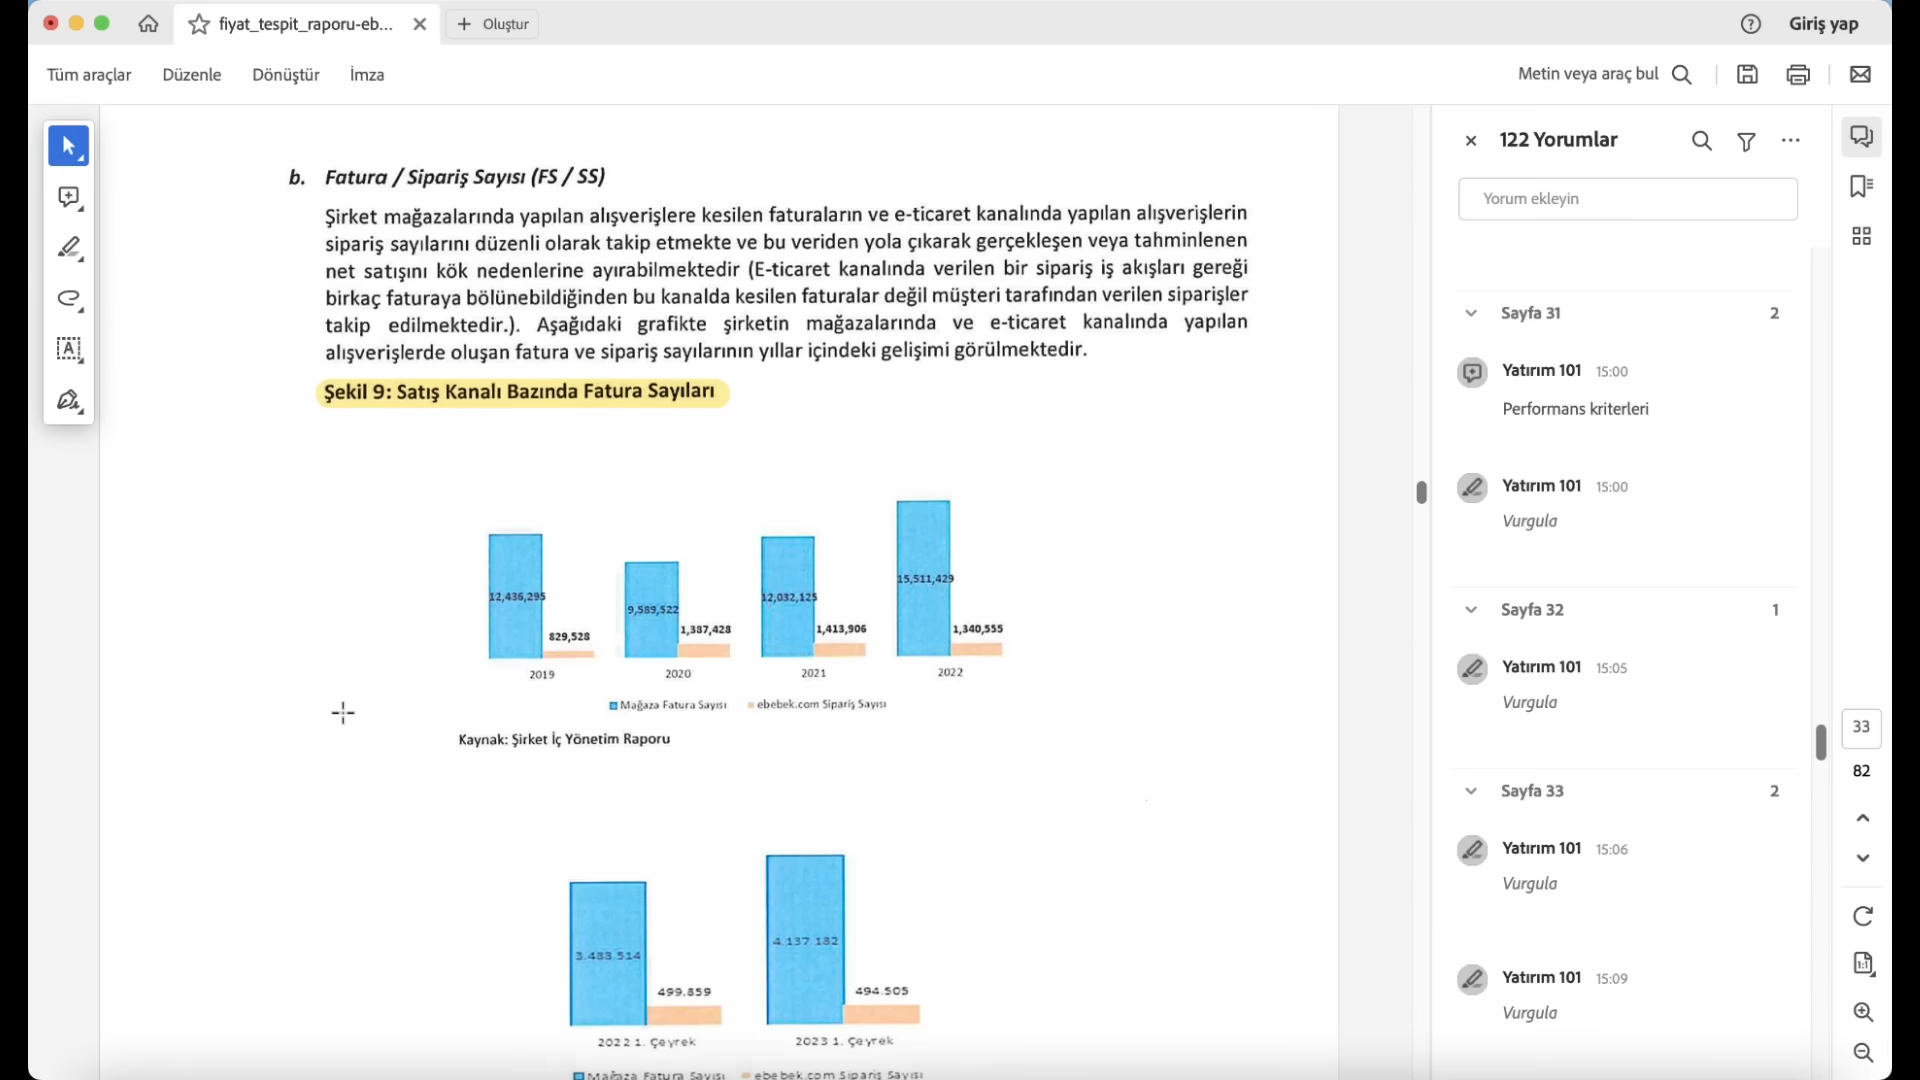 fiyat_tespit_raporu-eb...
Oluştur
Giriş yap
Tüm araçlar
Düzenle
Dönüştür
İmza
Metin veya araç bul
b. Fatura / Sipariş Sayısı (FS / SS)
Şirket mağazalarında yapılan alışverişlere kesilen faturaların ve e-ticaret kanalında yapılan alışverişlerin
sipariş sayılarını düzenli olarak takip etmekte ve bu veriden yola çıkarak gerçekleşen veya tahminlenen
net satışını kök nedenlerine ayırabilmektedir (E-ticaret kanalında verilen bir sipariş iş akışları gereği
birkaç faturaya bölünebildiğinden bu kanalda kesilen faturalar değil müşteri tarafından verilen siparişler
takip edilmektedir.). Aşağıdaki grafikte şirketin mağazalarında ve e-ticaret kanalında yapılan
alışverişlerde oluşan fatura ve sipariş sayılarının yıllar içindeki gelişimi görülmektedir.
Şekil 9: Satış Kanalı Bazında Fatura Sayıları
12,436,295
829,528
9,589,522
1,387,428
12,032,125
1,413,906
15,511,429
1,340,555
2019
2020
2021
2022
Mağaza Fatura Sayısı
ebebek.com Sipariş Sayısı
Kaynak: Şirket İç Yönetim Raporu
3.483.514
499.859
4.137.182
494.505
2022 1. Çeyrek
2023 1. Çeyrek
Mağaza Fatura Sayısı
ebebek.com Sipariş Sayısı
122 Yorumlar
Yorum ekleyin
Sayfa 31
2
Yatırım 101 15:00
Performans kriterleri
Yatırım 101 15:00
Vurgula
Sayfa 32
1
Yatırım 101 15:05
Vurgula
Sayfa 33
2
Yatırım 101 15:06
Vurgula
Yatırım 101 15:09
Vurgula
33
82
1:1